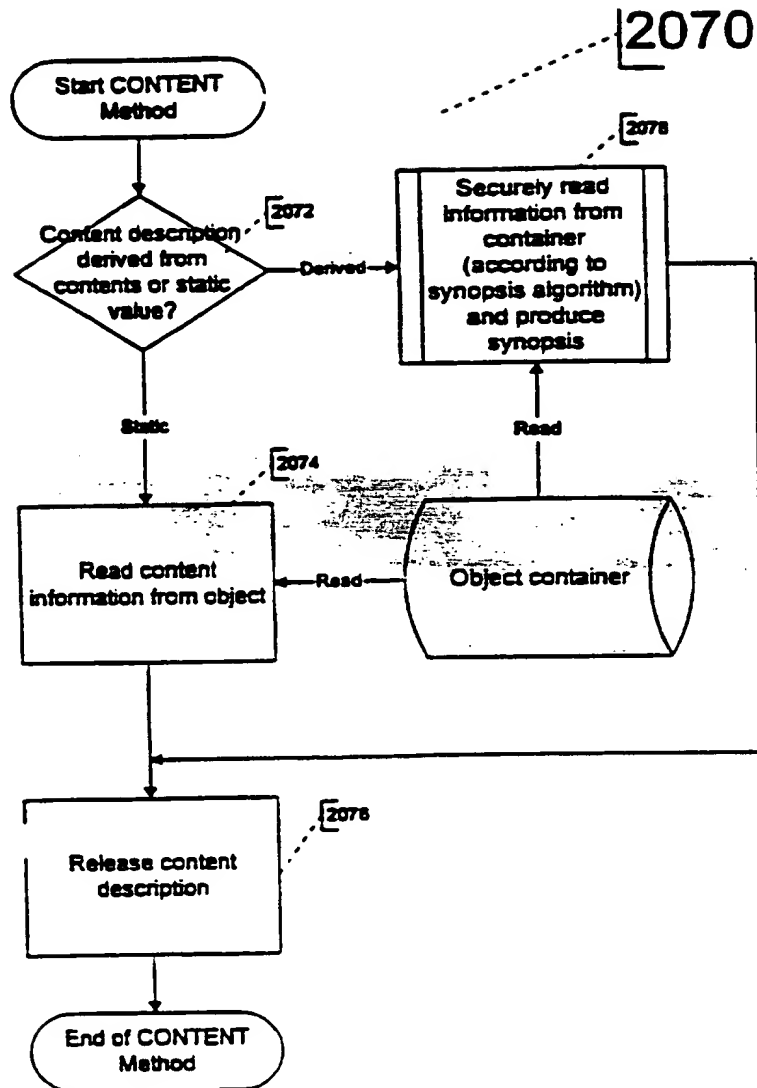 2070
Start CONTENT
Method
2078
Securely read
information from
container
(according to
synopsis algorithm)
and produce
synopsis
2072
Content description
derived from
contents or static
value?
Derived
Static
Read
2074
Read content
information from object
Read
Object container
2076
Release content
description
End of CONTENT
Method